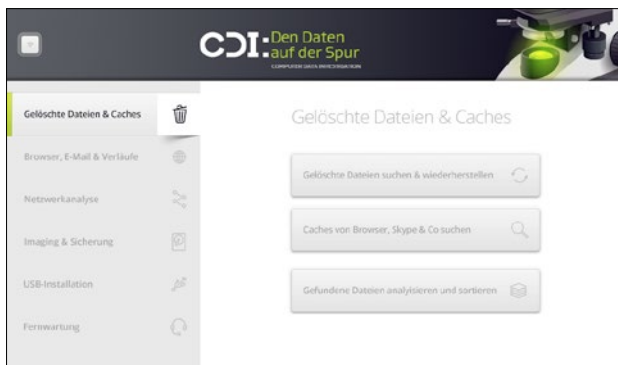 CDI: Den Daten
auf der Spur
Gelöschte Dateien & Caches
Browser, E-Mail & Verläufe
Netzwerkanalyse
Imaging & Sicherung
USB-Installation
Fernwartung
Gelöschte Dateien & Caches
Gelöschte Dateien suchen & wiederherstellen
Caches von Browser, Skype & Co suchen
Gefundene Dateien analyisieren und sortieren